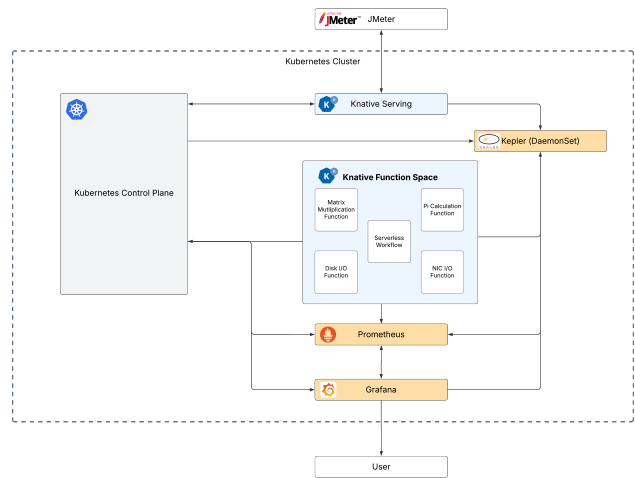 JMeter JMeter
Kubernetes Cluster
Knative Serving
Kepler (DaemonSet)
Kubernetes Control Plane
Knative Function Space
Matrix
Mutliplication
Function
Pi Calculation
Function
Serverless
Workflow
Disk I/O
Function
NIC I/O
Function
Prometheus
Grafana
User